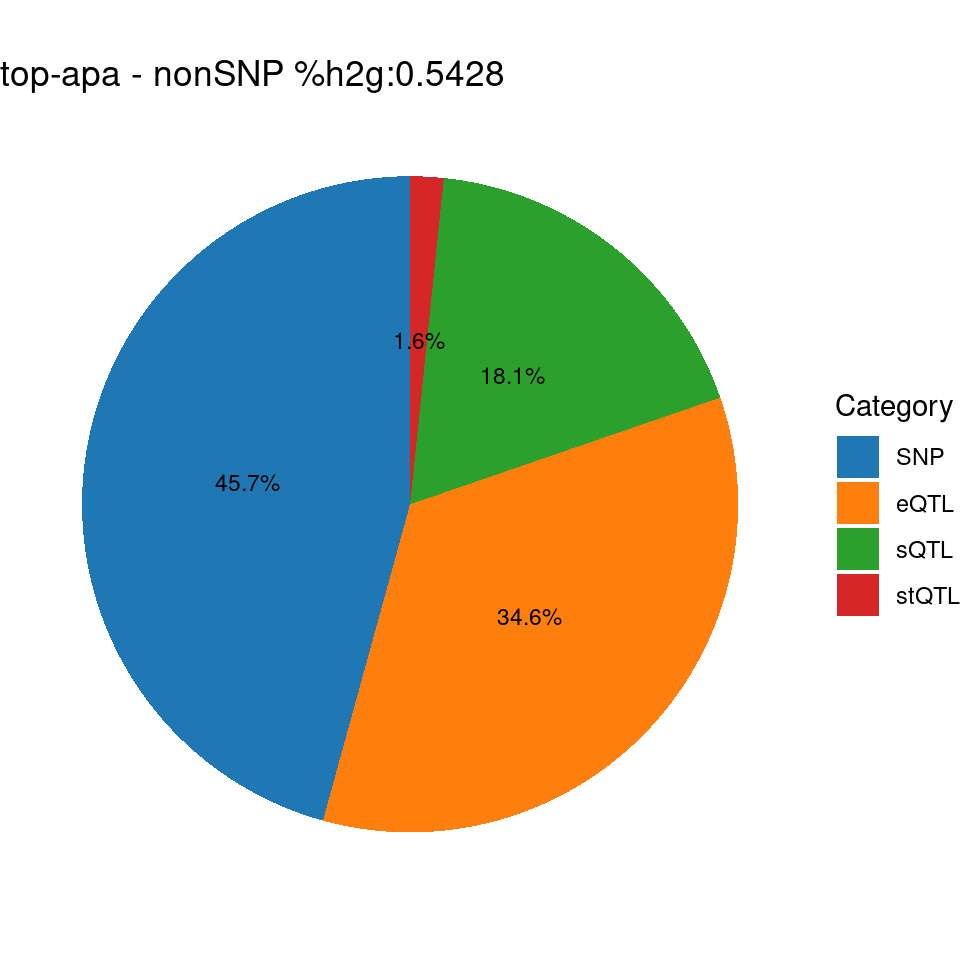 top-apa - nonSNP %h2g:0.5428
1.6%
18.1%
45.7%
34.6%
Category
SNP
eQTL
sQTL
stQTL